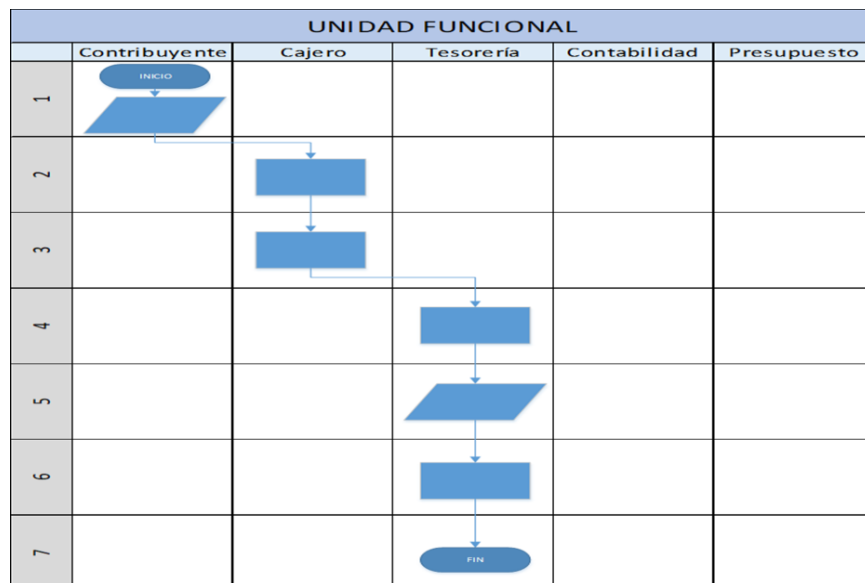 UNIDAD FUNCIONAL
Contribuyente Cajero Tesorería Contabilidad Presupuesto
INICIO
1
2
3
4
5
6
7
FIN